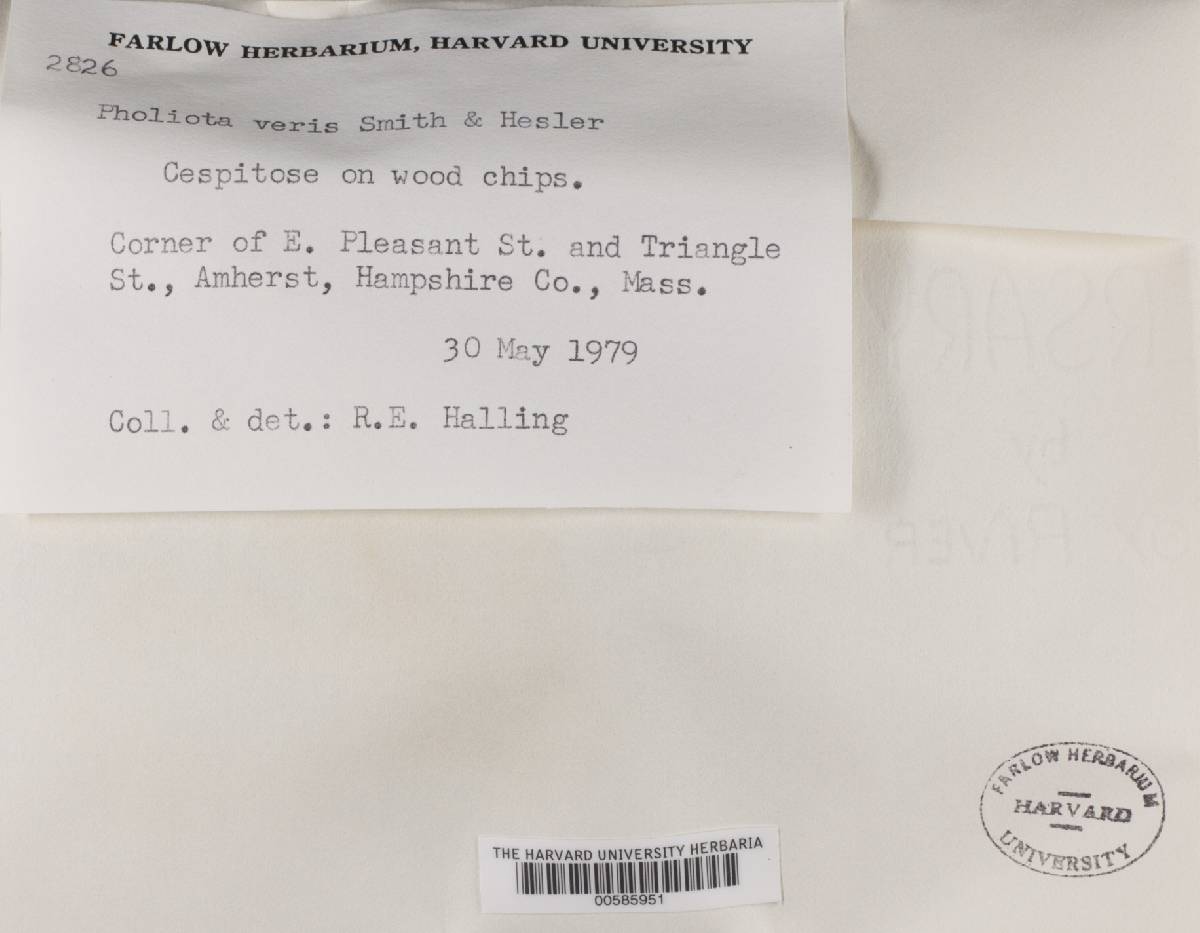 FARLOW HERBARIUM, HARVARD UNIVERSITY
2826
Pholiota veris Smith & Hesler
Cespitose on wood chips.
Corner of E. Pleasant St. and Triangle
St., Amherst, Hampshire Co., Mass.
30 May 1979
Coll. & det.: R.E. Halling
by
RIVER
FARLOW HERBARIUM
HARVARD
UNIVERSITY
THE HARVARD UNIVERSITY HERBARIA
00585951